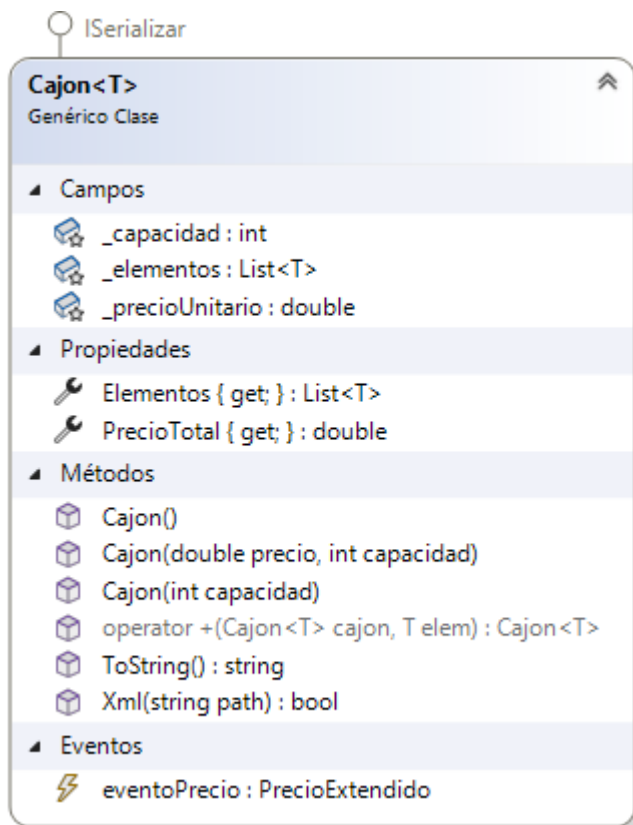 ISerializar
Cajon<T>
Genérico Clase
Campos
_capacidad : int
_elementos : List<T>
_precioUnitario : double
Propiedades
Elementos { get; } : List<T>
PrecioTotal { get; } : double
Métodos
Cajon()
Cajon(double precio, int capacidad)
Cajon(int capacidad)
operator +(Cajon<T> cajon, T elem) : Cajon<T>
ToString() : string
Xml(string path) : bool
Eventos
eventoPrecio : PrecioExtendido